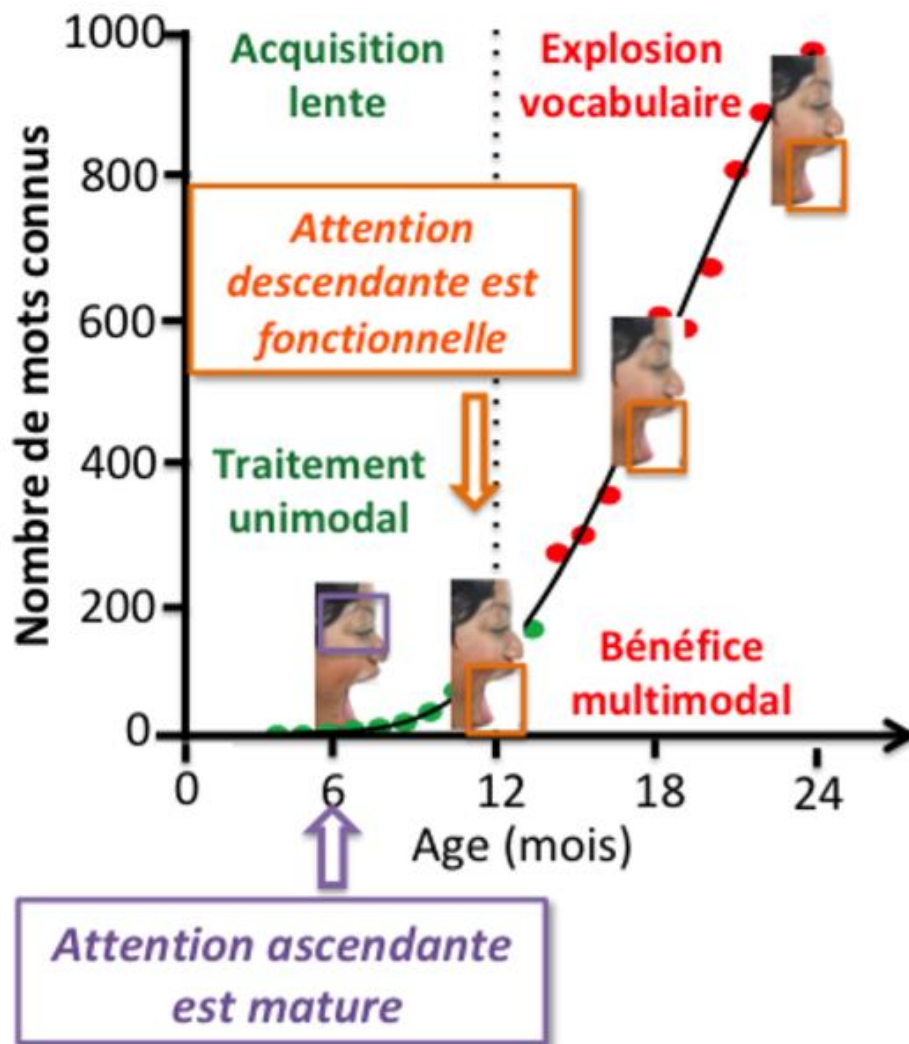 Nombre de mots connus
1000
800
600
400
200
0
Acquisition
lente
Explosion
vocabulaire
Attention
descendante est
fonctionnelle
Traitement
unimodal
Bénéfice
multimodal
0
6
12
18
24
Age (mois)
Attention ascendante
est mature